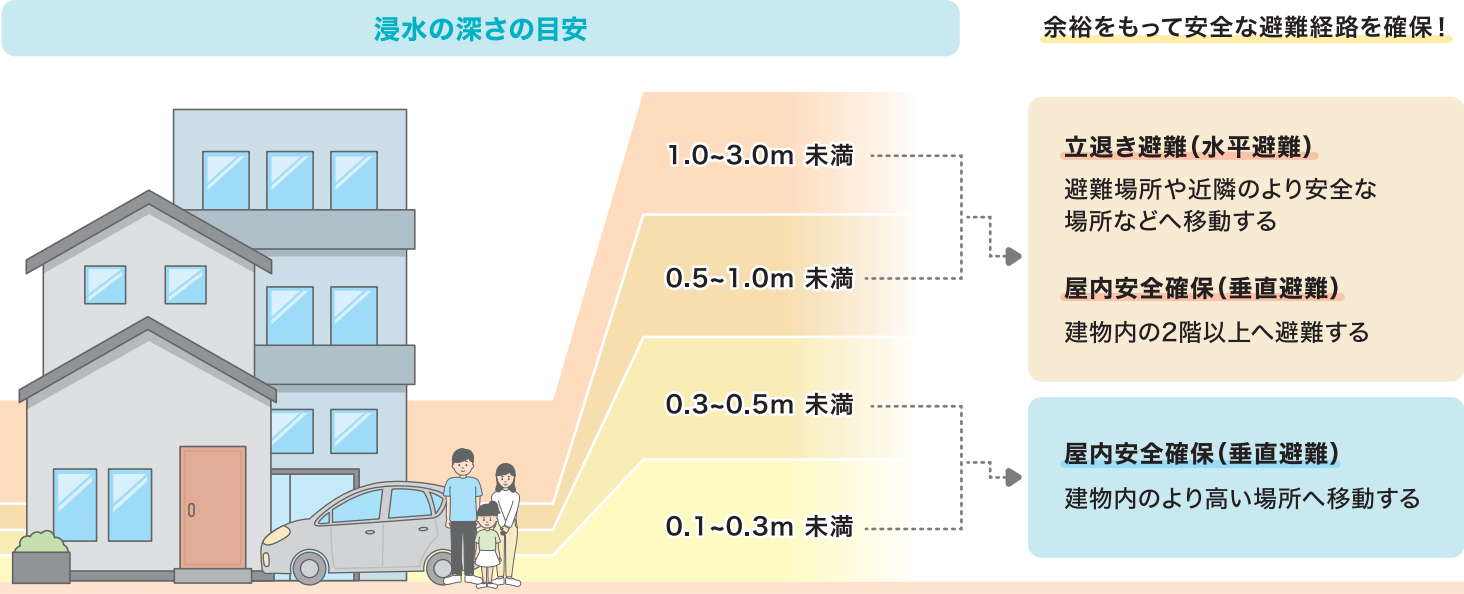 浸水の深さの目安
余裕をもって安全な避難経路を確保！
1.0~3.0m 未満
0.5~1.0m 未満
0.3~0.5m 未満
0.1~0.3m 未満
立退き避難（水平避難）
避難場所や近隣のより安全な
場所などへ移動する
屋内安全確保（垂直避難）
建物内の2階以上へ避難する
屋内安全確保（垂直避難）
建物内のより高い場所へ移動する